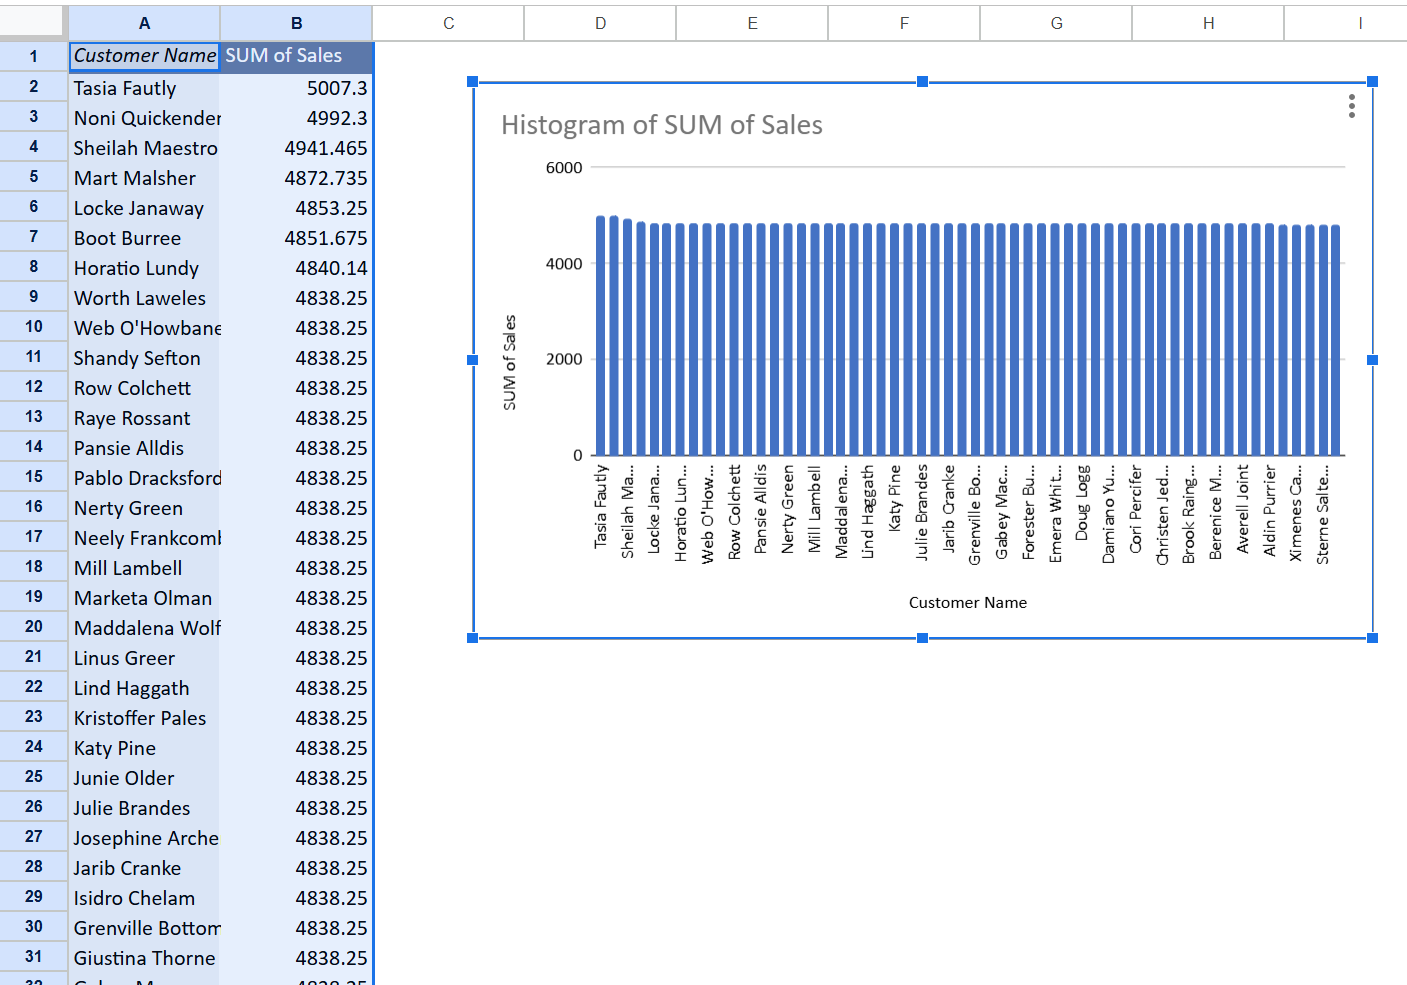 A B C D E F G H I
1 Customer Name SUM of Sales
2 Tasia Fautly 5007.3
3 Noni Quickender 4992.3
4 Sheilah Maestro 4941.465
5 Mart Malsher 4872.735
6 Locke Janaway 4853.25
7 Boot Burree 4851.675
8 Horatio Lundy 4840.14
9 Worth Laweles 4838.25
10 Web O'Howbane 4838.25
11 Shandy Sefton 4838.25
12 Row Colchett 4838.25
13 Raye Rossant 4838.25
14 Pansie Alldis 4838.25
15 Pablo Dracksford 4838.25
16 Nerty Green 4838.25
17 Neely Frankcoml 4838.25
18 Mill Lambell 4838.25
19 Marketa Olman 4838.25
20 Maddalena Wolf 4838.25
21 Linus Greer 4838.25
22 Lind Haggath 4838.25
23 Kristoffer Pales 4838.25
24 Katy Pine 4838.25
25 Junie Older 4838.25
26 Julie Brandes 4838.25
27 Josephine Arche 4838.25
28 Jarib Cranke 4838.25
29 Isidro Chelam 4838.25
30 Grenville Bottom 4838.25
31 Giustina Thorne 4838.25
Histogram of SUM of Sales
6000
4000
2000
0
SUM of Sales
Tasia Fautly
Sheilah Ma...
Locke Jana...
Horatio Lun...
Web O'How...
Row Colchett
Pansie Alldis
Nerty Green
Mill Lambell
Maddalena...
Lind Haggath
Katy Pine
Julie Brandes
Jarib Cranke
Grenville Bo...
Gabey Mac...
Forester Bu...
Emera Whit...
Doug Logg
Damiano Yu...
Cori Percifer
Christen Jed...
Brook Raing...
Berenice M...
Averell Joint
Aldin Purrier
Ximenes Ca...
Sterne Salte...
Customer Name